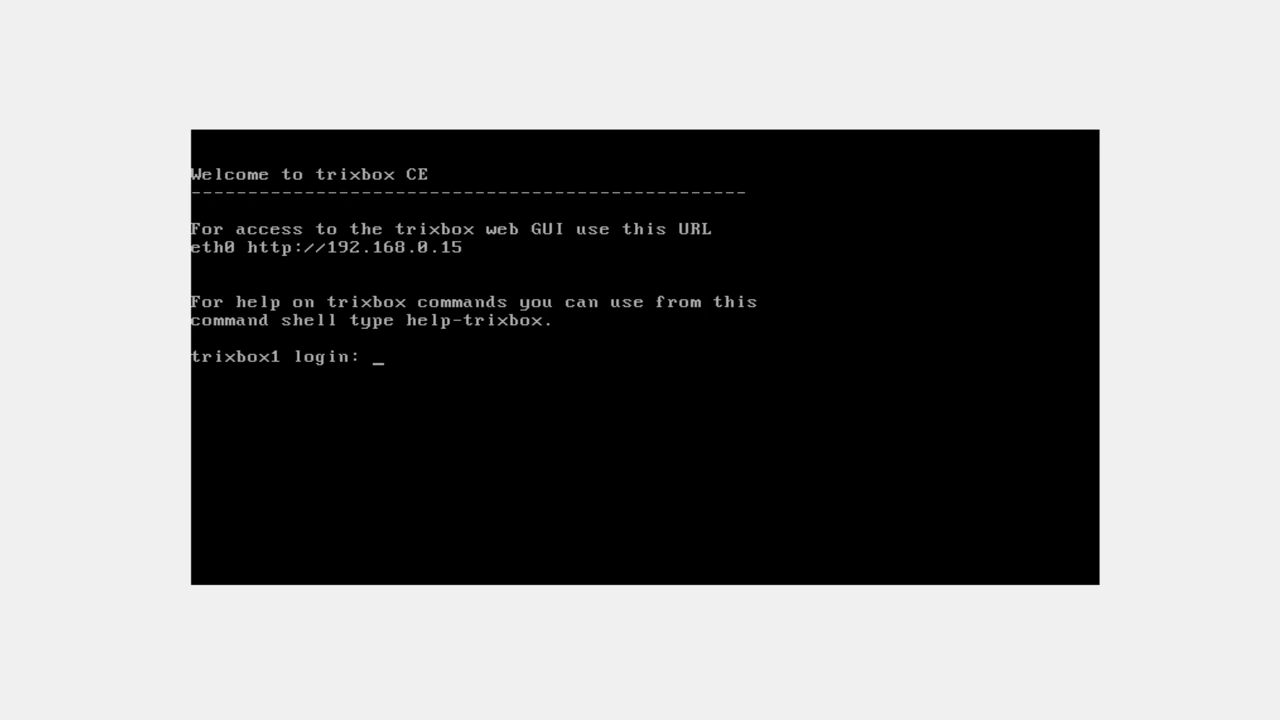 Welcome to trixbox CE
-------------------------------------------------
For access to the trixbox web GUI use this URL
eth0 http://192.168.0.15
For help on trixbox commands you can use from this
command shell type help-trixbox.
trixbox1 login: _